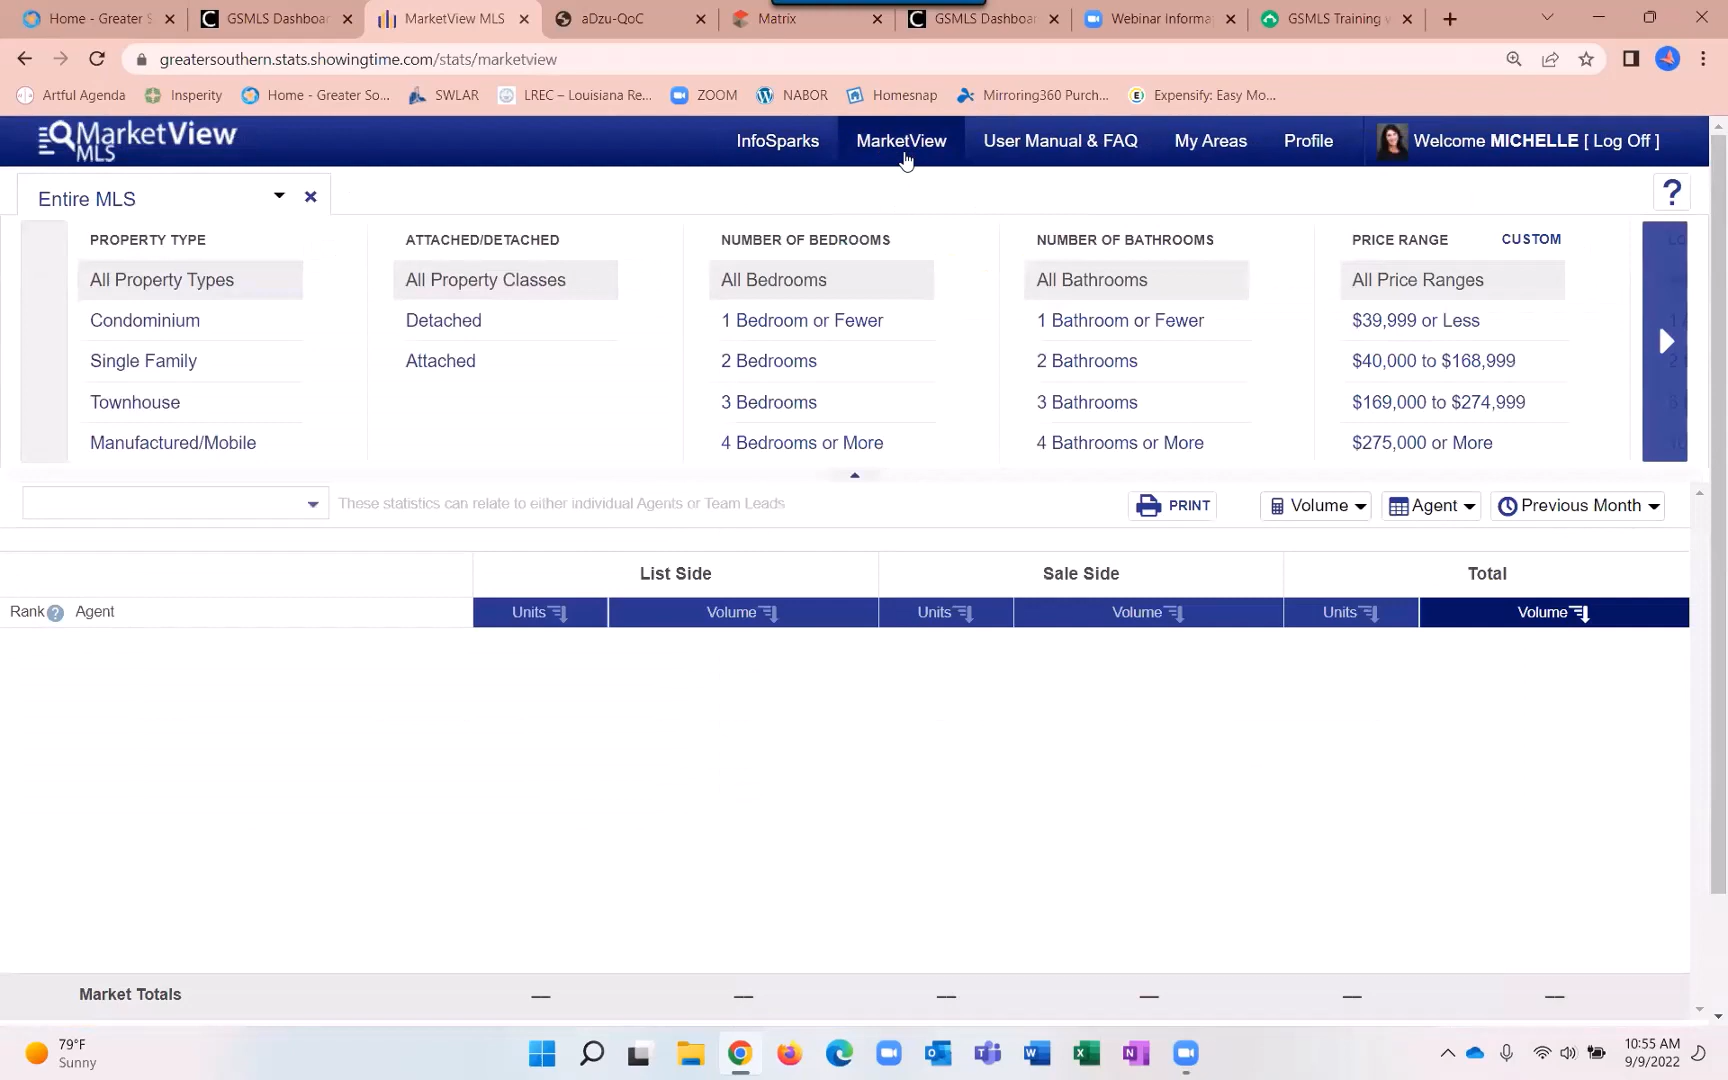 Home - Greater S
GSMLS Dashboa
MarketView MLS
aDzu-QoC
Matrix
GSMLS Dashboa
Webinar Informa
GSMLS Training v
greatersouthern.stats.showingtime.com/stats/marketview
Artful Agenda
Insperity
Home - Greater So...
SWLAR
LREC – Louisiana Re...
ZOOM
NABOR
Homesnap
Mirroring360 Purch...
Expensify: Easy Mo...
MarketView
MLS
InfoSparks
MarketView
User Manual & FAQ
My Areas
Profile
Welcome MICHELLE [ Log Off ]
Entire MLS
?
PROPERTY TYPE
ATTACHED/DETACHED
NUMBER OF BEDROOMS
NUMBER OF BATHROOMS
PRICE RANGE
CUSTOM
All Property Types
All Property Classes
All Bedrooms
All Bathrooms
All Price Ranges
Condominium
Detached
1 Bedroom or Fewer
1 Bathroom or Fewer
$39,999 or Less
Single Family
Attached
2 Bedrooms
2 Bathrooms
$40,000 to $168,999
Townhouse
3 Bedrooms
3 Bathrooms
$169,000 to $274,999
Manufactured/Mobile
4 Bedrooms or More
4 Bathrooms or More
$275,000 or More
These statistics can relate to either individual Agents or Team Leads
PRINT
Volume
Agent
Previous Month
List Side
Sale Side
Total
Rank ? Agent
Units
Volume
Units
Volume
Units
Volume
Market Totals
—
—
—
—
—
—
79°F
Sunny
10:55 AM
9/9/2022